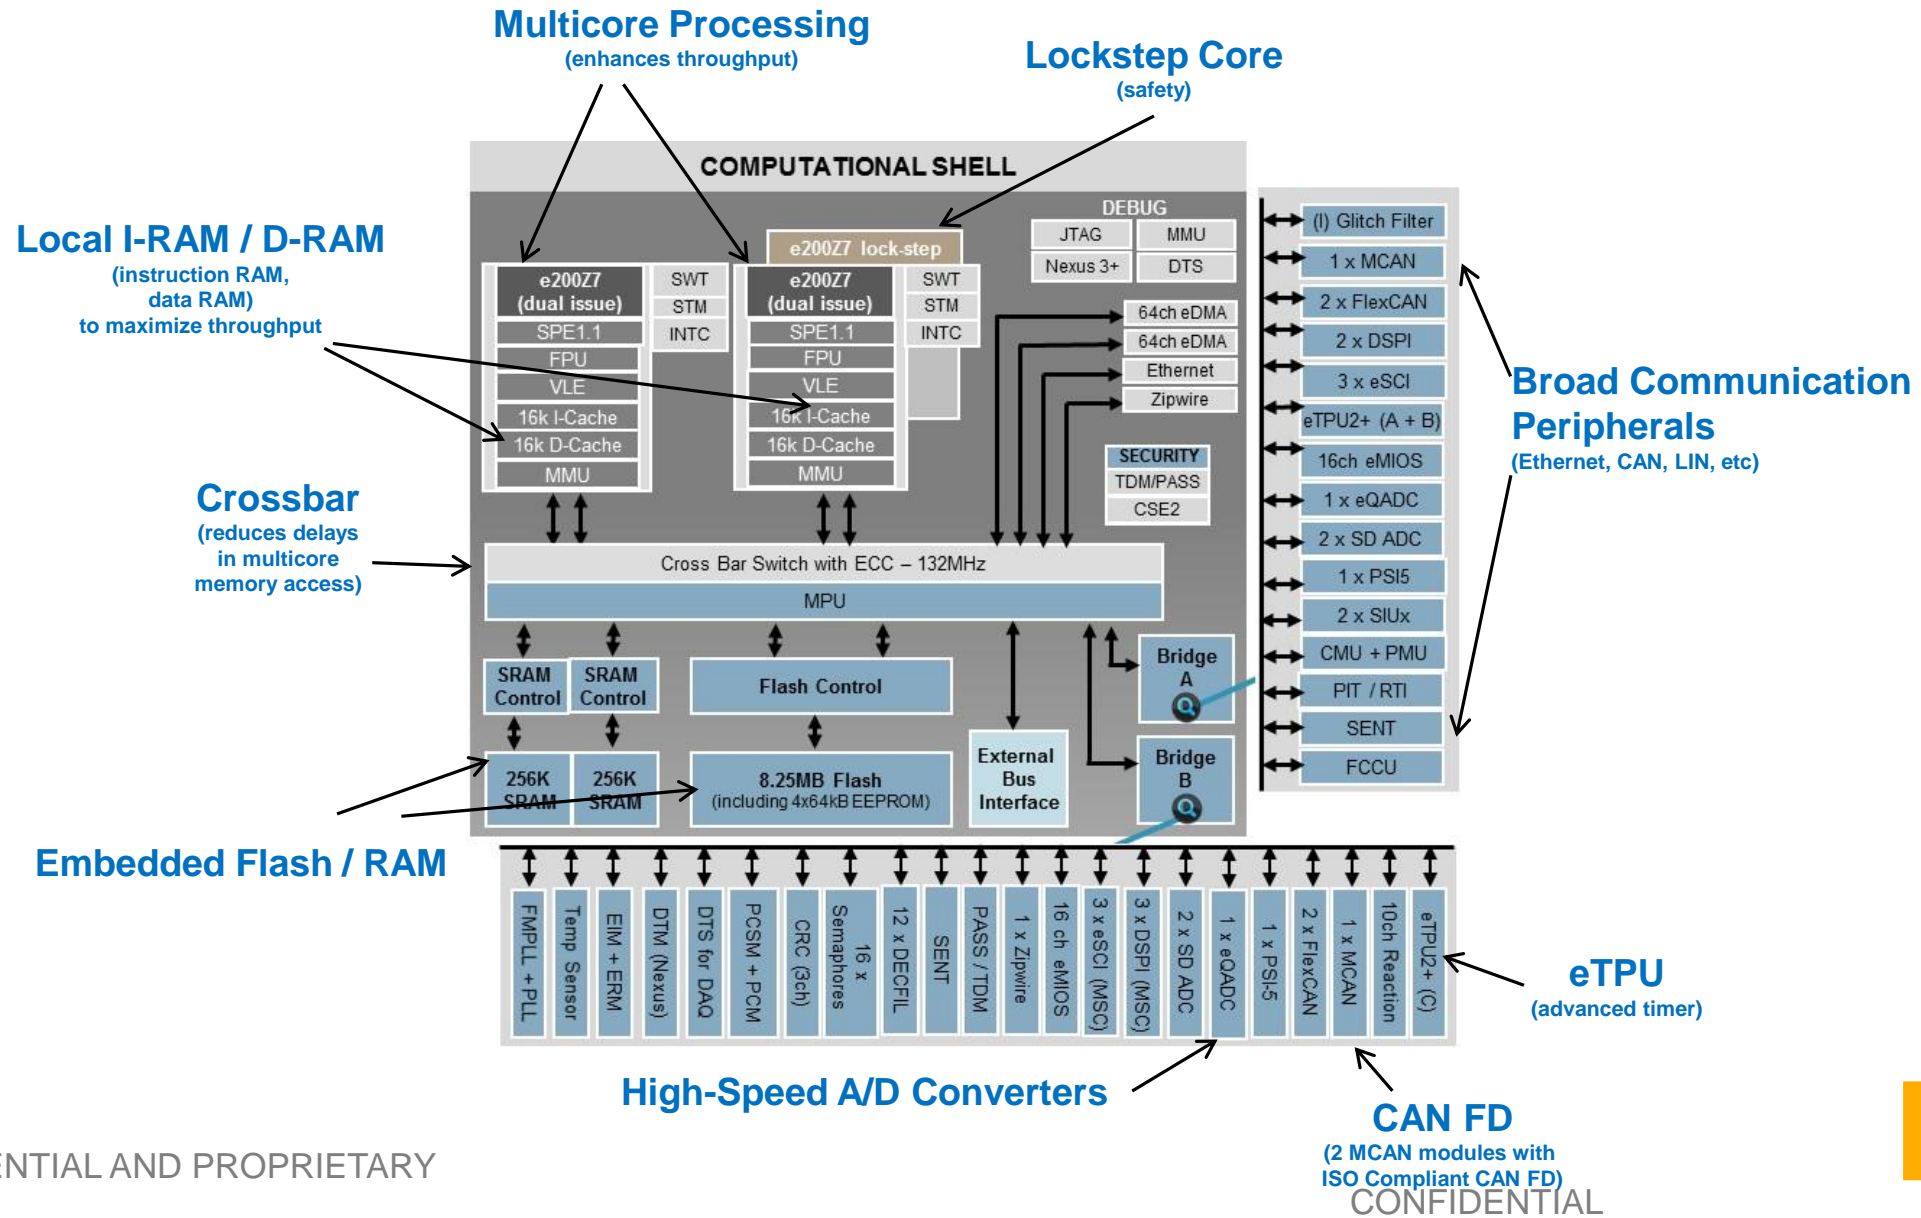 Multicore Processing
(enhances throughput)
Lockstep Core
(safety)
COMPUTATIONAL SHELL
Local I-RAM / D-RAM
(instruction RAM,
data RAM)
to maximize throughput
e200Z7
(dual issue)
SPE1.1
FPU
VLE
16k I-Cache
16k D-Cache
MMU
SWT
STM
INTC
e200Z7 lock-step
e200Z7
(dual issue)
SPE1.1
FPU
VLE
16k I-Cache
16k D-Cache
MMU
SWT
STM
INTC
DEBUG
JTAG
MMU
Nexus 3+
DTS
64ch eDMA
64ch eDMA
Ethernet
Zipwire
SECURITY
TDM/PASS
CSE2
Crossbar
(reduces delays
in multicore
memory access)
Cross Bar Switch with ECC – 132MHz
MPU
SRAM
Control
SRAM
Control
Flash Control
Bridge
A
256K
SRAM
256K
SRAM
8.25MB Flash
(including 4x64kB EEPROM)
External
Bus
Interface
Bridge
B
(I) Glitch Filter
1 x MCAN
2 x FlexCAN
2 x DSPI
3 x eSCI
eTPU2+ (A + B)
16ch eMIOS
1 x eQADC
2 x SD ADC
1 x PSI5
2 x SIUx
CMU + PMU
PIT / RTI
SENT
FCCU
Broad Communication
Peripherals
(Ethernet, CAN, LIN, etc)
Embedded Flash / RAM
FMPLL + PLL
Temp Sensor
EIM + ERM
DTM (Nexus)
DTS for DAQ
PCSM + PCM
CRC (3ch)
16 x
Semaphores
12 x DECFIL
SENT
PASS / TDM
1 x Zipwire
16 ch eMIOS
3 x eSCI (MSC)
3 x DSPI (MSC)
2 x SD ADC
1 x eQADC
1 x PSI-5
2 x FlexCAN
1 x MCAN
10ch Reaction
eTPU2+ (C)
eTPU
(advanced timer)
High-Speed A/D Converters
CAN FD
(2 MCAN modules with
ISO Compliant CAN FD)
ENTIAL AND PROPRIETARY
CONFIDENTIAL